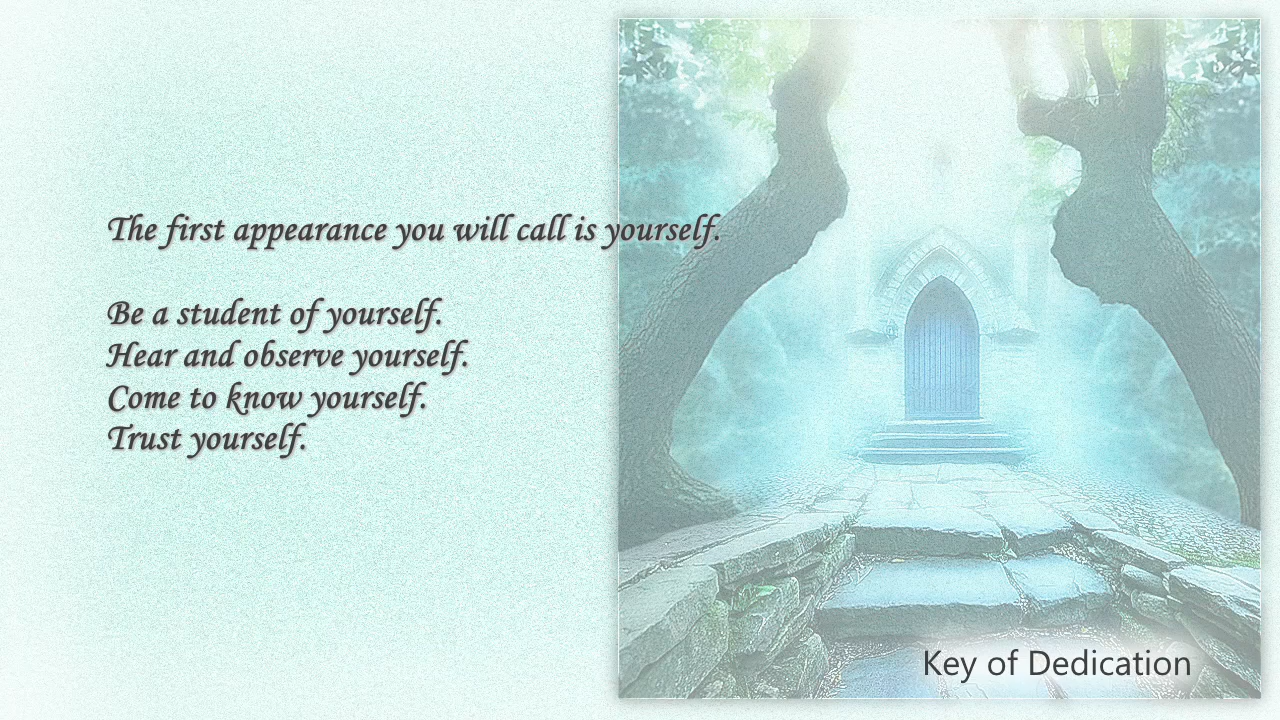 The first appearance you will call is yourself.
Be a student of yourself.
Hear and observe yourself.
Come to know yourself.
Trust yourself.
Key of Dedication